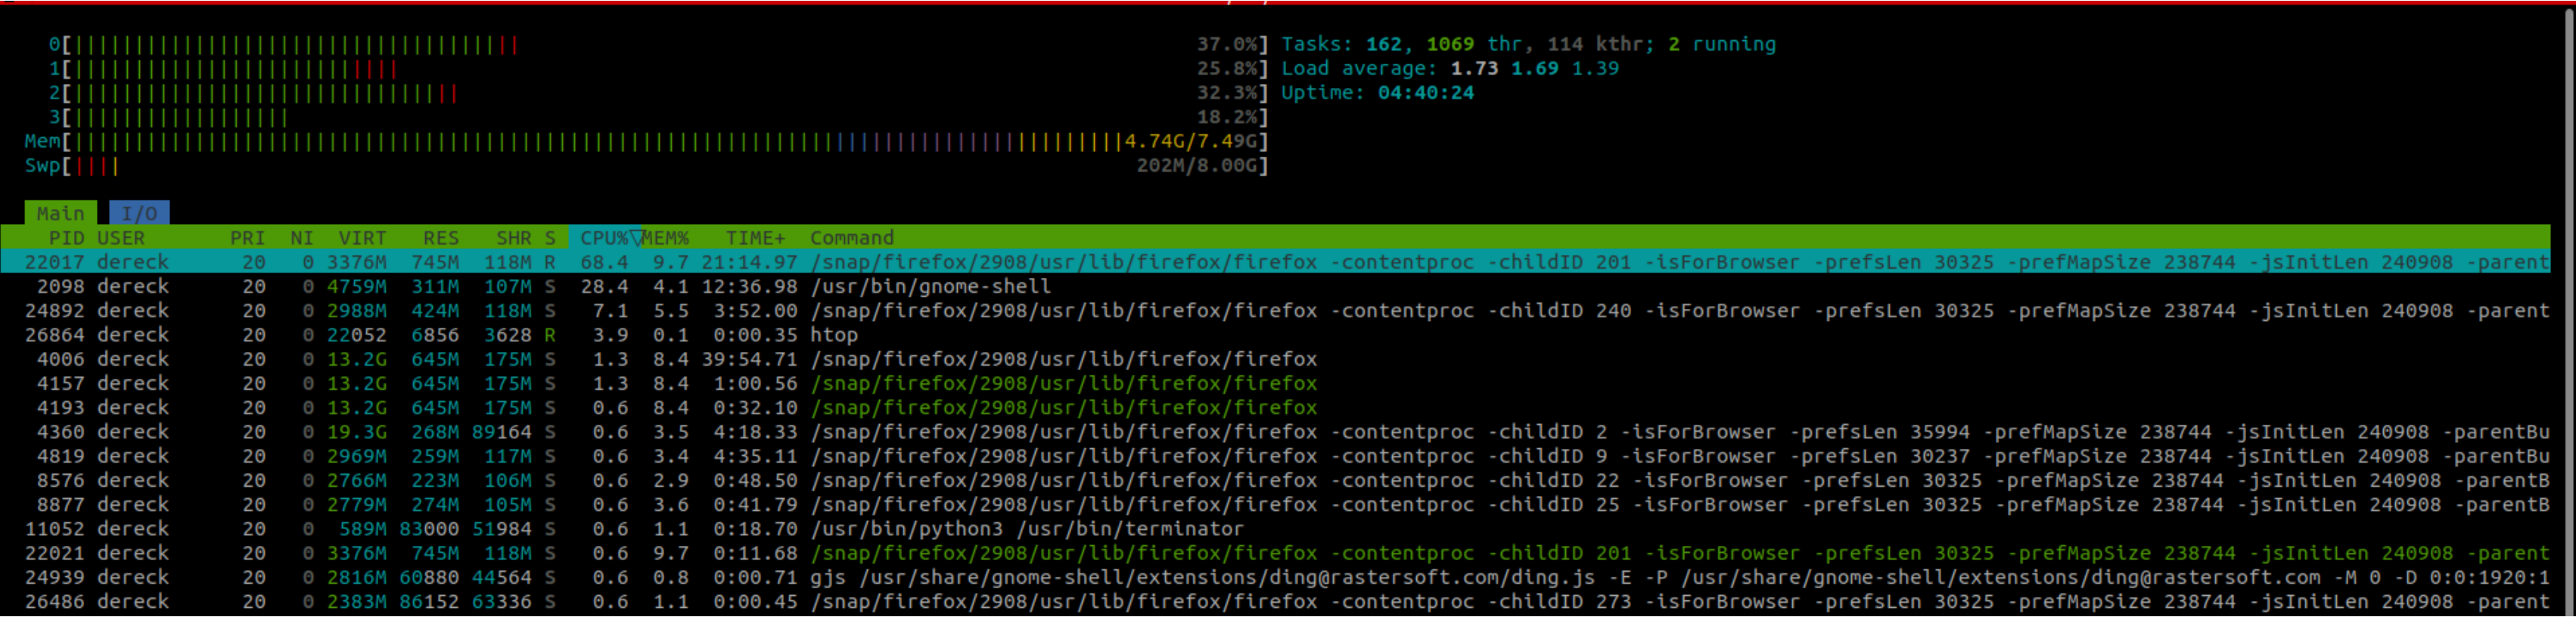 0[||||||||||||||||||||||||||||||||||||| 37.0%] Tasks: 162, 1069 thr, 114 kthr; 2 running
1[||||||||||||||||||||||||||| 25.8%] Load average: 1.73 1.69 1.39
2[|||||||||||||||||||||||||||||||| 32.3%] Uptime: 04:40:24
3[|||||||||||||||||| 18.2%]
Mem[||||||||||||||||||||||||||||||||||||||||||||||||||||||||||||||||||||||||||||||||||||||||4.74G/7.49G]
Swp[|||| 202M/8.00G]
Main I/O
PID USER PRI NI VIRT RES SHR S CPU%▽MEM% TIME+ Command
22017 dereck 20 0 3376M 745M 118M R 68.4 9.7 21:14.97 /snap/firefox/2908/usr/lib/firefox/firefox -contentproc -childID 201 -isForBrowser -prefsLen 30325 -prefMapSize 238744 -jsInitLen 240908 -parent
2098 dereck 20 0 4759M 311M 107M S 28.4 4.1 12:36.98 /usr/bin/gnome-shell
24892 dereck 20 0 2988M 424M 118M S 7.1 5.5 3:52.00 /snap/firefox/2908/usr/lib/firefox/firefox -contentproc -childID 240 -isForBrowser -prefsLen 30325 -prefMapSize 238744 -jsInitLen 240908 -parent
26864 dereck 20 0 22052 6856 3628 R 3.9 0.1 0:00.35 htop
4006 dereck 20 0 13.2G 645M 175M S 1.3 8.4 39:54.71 /snap/firefox/2908/usr/lib/firefox/firefox
4157 dereck 20 0 13.2G 645M 175M S 1.3 8.4 1:00.56 /snap/firefox/2908/usr/lib/firefox/firefox
4193 dereck 20 0 13.2G 645M 175M S 0.6 8.4 0:32.10 /snap/firefox/2908/usr/lib/firefox/firefox
4360 dereck 20 0 19.3G 268M 89164 S 0.6 3.5 4:18.33 /snap/firefox/2908/usr/lib/firefox/firefox -contentproc -childID 2 -isForBrowser -prefsLen 35994 -prefMapSize 238744 -jsInitLen 240908 -parentBu
4819 dereck 20 0 2969M 259M 117M S 0.6 3.4 4:35.11 /snap/firefox/2908/usr/lib/firefox/firefox -contentproc -childID 9 -isForBrowser -prefsLen 30237 -prefMapSize 238744 -jsInitLen 240908 -parentBu
8576 dereck 20 0 2766M 223M 106M S 0.6 2.9 0:48.50 /snap/firefox/2908/usr/lib/firefox/firefox -contentproc -childID 22 -isForBrowser -prefsLen 30325 -prefMapSize 238744 -jsInitLen 240908 -parentB
8877 dereck 20 0 2779M 274M 105M S 0.6 3.6 0:41.79 /snap/firefox/2908/usr/lib/firefox/firefox -contentproc -childID 25 -isForBrowser -prefsLen 30325 -prefMapSize 238744 -jsInitLen 240908 -parentB
11052 dereck 20 0 589M 83000 51984 S 0.6 1.1 0:18.70 /usr/bin/python3 /usr/bin/terminator
22021 dereck 20 0 3376M 745M 118M S 0.6 9.7 0:11.68 /snap/firefox/2908/usr/lib/firefox/firefox -contentproc -childID 201 -isForBrowser -prefsLen 30325 -prefMapSize 238744 -jsInitLen 240908 -parent
24939 dereck 20 0 2816M 60880 44564 S 0.6 0.8 0:00.71 gjs /usr/share/gnome-shell/extensions/ding@rastersoft.com/ding.js -E -P /usr/share/gnome-shell/extensions/ding@rastersoft.com -M 0 -D 0:0:1920:1
26486 dereck 20 0 2383M 86152 63336 S 0.6 1.1 0:00.45 /snap/firefox/2908/usr/lib/firefox/firefox -contentproc -childID 273 -isForBrowser -prefsLen 30325 -prefMapSize 238744 -jsInitLen 240908 -parent